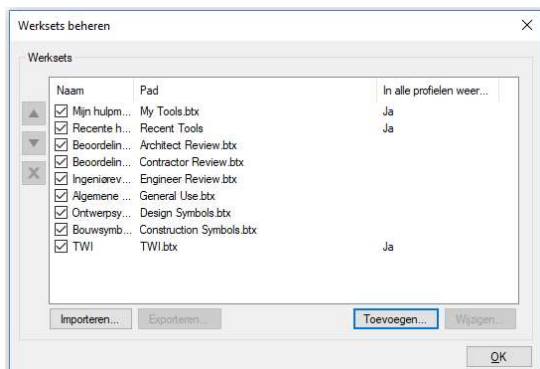 Werksets beheren
Werksets
Naam Pad In alle profielen weer...
Mijn hulpm... My Tools.btx Ja
Recente h... Recent Tools Ja
Beoordelin... Architect Review.btx
Beoordelin... Contractor Review.btx
Ingeniørev... Engineer Review.btx
Algemene ... General Use.btx
Ontwerpsy... Design Symbols.btx
Bouwsymb... Construction Symbols.btx
TWI TWI.btx Ja
Importeren... Exporteren... Toevoegen... Wijzigen...
OK